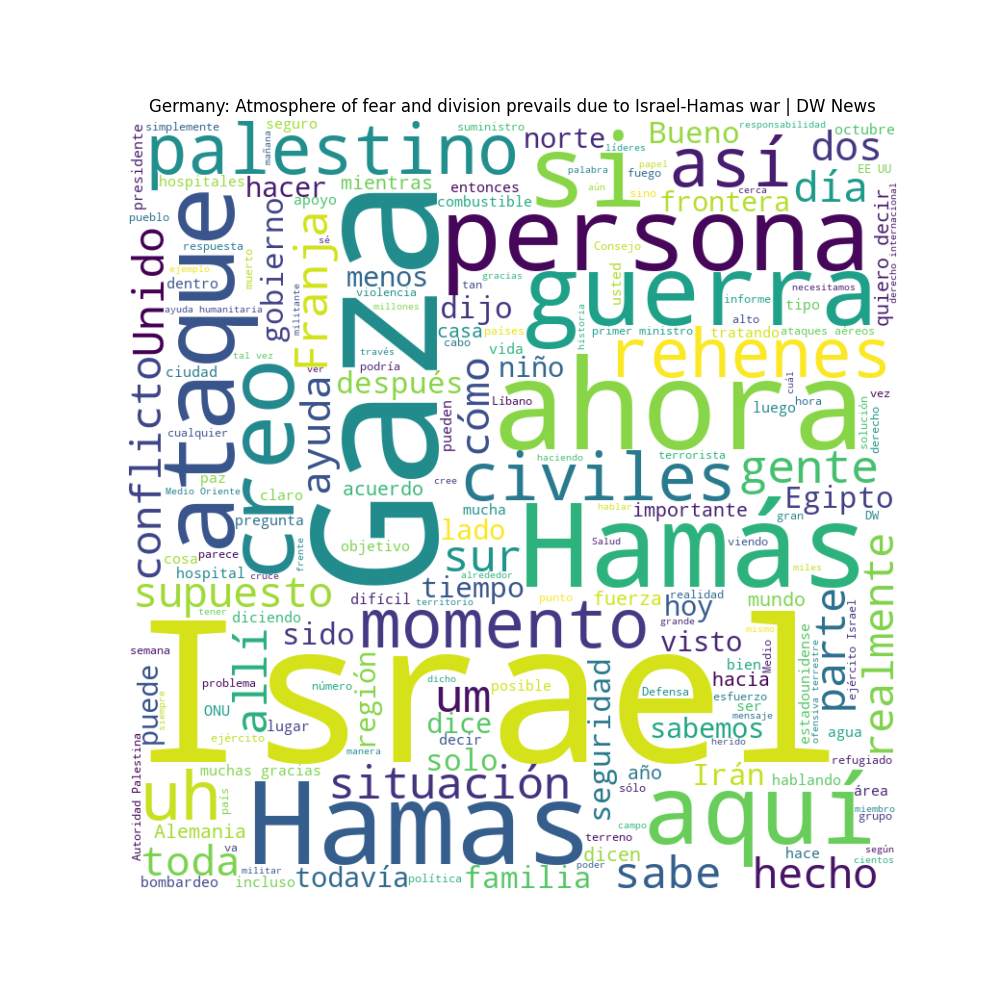 Germany: Atmosphere of fear and division prevails due to Israel-Hamas war | DW News
presidente
simplemente
mañana
seguro
suministro
norte
líderes
Bueno
responsabilidad
octubre
palestino
si
palabra
fuego
papel
así
dos
EE UU
hospitales
hacer
mientras
entonces
aún
sino
cerca
día
pueblo
apoyo
combustible
frontera
quiero decir
derecho internacional
ataque
gobierno
Franja
Gaza
persona
respuesta
sé
Consejo
ejemplo
muerto
menos
gracias
usted
dentro
militante
violencia
tan
guerra
necesitamos
Unido
ayuda humanitaria
millones
dijo
informe
tipo
alto
casa
países
historia
primer ministro
tratando
ataques aéreos
cabo
tal vez
través
vida
rehenes
ciudad
creo
ver
podría
niño
después
cómo
ahora
cuál
vez
conflicto
ayuda
Líbano
luego
hora
solución
derecho
cualquier
pueden
haciendo
terrorista
paz
civiles
gente
Medio Oriente
claro
acuerdo
cree
Egipto
mucha
hablar
importante
gran
DW
pregunta
lado
Hamás
cosa
parece
frente
objetivo
sur
Salud
viendo
hospital
cruce
alrededor
miles
supuesto
tiempo
realidad
difícil
territorio
punto
fuerza
hoy
mundo
parte
realmente
tener
diciendo
momento
grande
sido
visto
mismo
ejército Israel
semana
allí
Israel
región
bien
Medio
puede
problema
dicho
hacia
número
um
posible
seguridad
Defensa
esfuerzo
estadounidense
ofensiva terrestre
siempre
ONU
lugar
dice
ser
mensaje
sabemos
agua
ejército
decir
herido
manera
solo
refugiado
Autoridad Palestina
muchas gracias
situación
año
Irán
hablando
uh
país
sólo
área
Hamas
aquí
miembro
grupo
Alemania
campo
terreno
va
toda
dicen
hace
según
poder
cientos
militar
bombardeo
incluso
todavía
política
familia
sabe
hecho